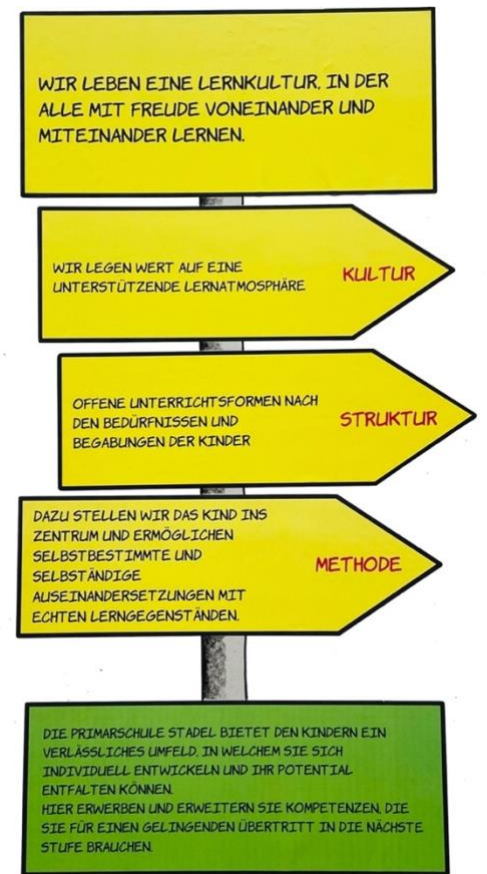 WIR LEBEN EINE LERNKULTUR, IN DER
ALLE MIT FREUDE VONEINANDER UND
MITEINANDER LERNEN.
WIR LEGEN WERT AUF EINE
UNTERSTÜTZENDE LERNATMOSPHÄRE
KULTUR
OFFENE UNTERRICHTSFORMEN NACH
DEN BEDÜRFNISSEN UND
BEGABUNGEN DER KINDER
STRUKTUR
DAZU STELLEN WIR DAS KIND INS
ZENTRUM UND ERMÖGLICHEN
SELBSTBESTIMMTE UND
SELBSTÄNDIGE
AUSEINANDERSETZUNGEN MIT
ECHTEN LERNGEGENSTÄNDEN.
METHODE
DIE PRIMARSCHULE STADEL BIETET DEN KINDERN EIN
VERLÄSSLICHES UMFELD, IN WELCHEM SIE SICH
INDIVIDUELL ENTWICKELN UND IHR POTENTIAL
ENTFALTEN KÖNNEN.
HIER ERWERBEN UND ERWEITERN SIE KOMPETENZEN, DIE
SIE FÜR EINEN GELINGENDEN ÜBERTRITT IN DIE NÄCHSTE
STUFE BRAUCHEN.